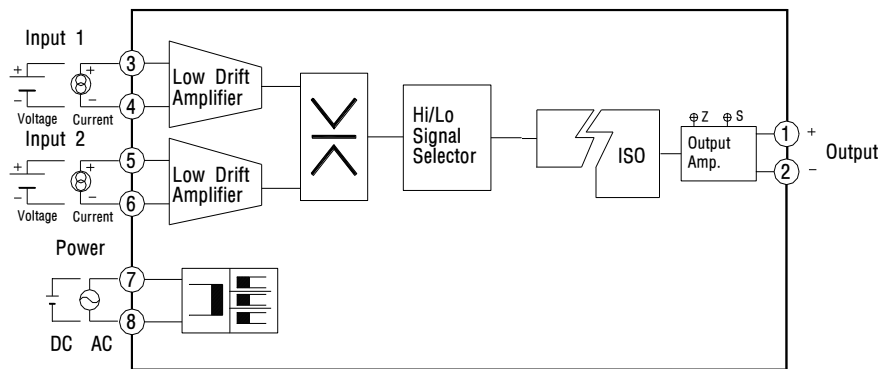 Input 1
+
−
Voltage
+
−
Current
3
4
Low Drift
Amplifier
Input 2
+
−
Voltage
+
−
Current
5
6
Low Drift
Amplifier
Hi/Lo
Signal
Selector
ISO
Z
S
Output
Amp.
1
+
2
−
Output
Power
7
8
DC
AC